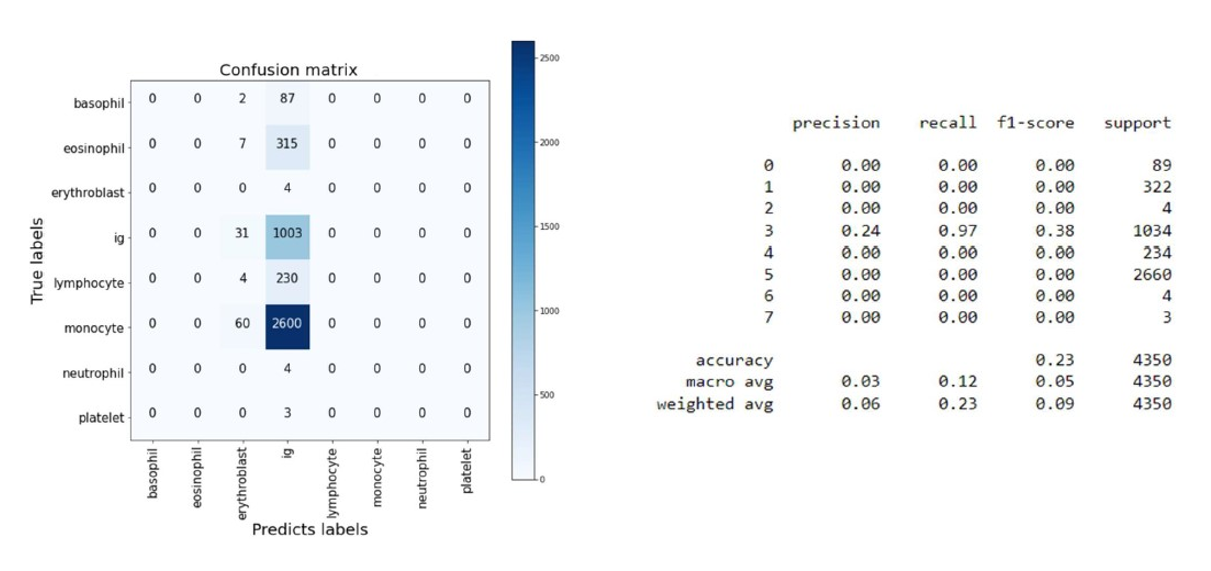 Confusion matrix
True labels
basophil 0 0 2 87 0 0 0 0
eosinophil 0 0 7 315 0 0 0 0
erythroblast 0 0 0 4 0 0 0 0
ig 0 0 31 1003 0 0 0 0
lymphocyte 0 0 4 230 0 0 0 0
monocyte 0 0 60 2600 0 0 0 0
neutrophil 0 0 0 4 0 0 0 0
platelet 0 0 0 3 0 0 0 0
basophil eosinophil erythroblast ig lymphocyte monocyte neutrophil platelet
Predicts labels
2500
2000
1500
1000
500
0
precision recall f1-score support
0 0.00 0.00 0.00 89
1 0.00 0.00 0.00 322
2 0.00 0.00 0.00 4
3 0.24 0.97 0.38 1034
4 0.00 0.00 0.00 234
5 0.00 0.00 0.00 2660
6 0.00 0.00 0.00 4
7 0.00 0.00 0.00 3
accuracy 0.23 4350
macro avg 0.03 0.12 0.05 4350
weighted avg 0.06 0.23 0.09 4350